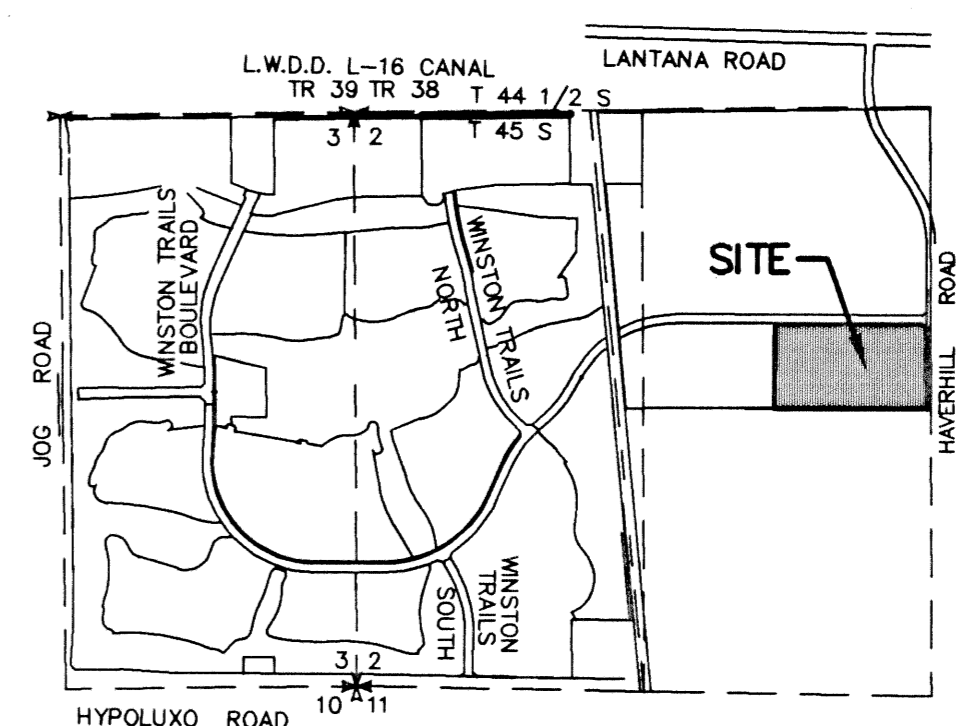 LANTANA ROAD
L.W.D.D. L-16 CANAL
TR 39 TR 38
T 44 1/2 S
T 45 S
3 2
WINSTON TRAILS
BOULEVARD
WINSTON TRAILS
NORTH
SITE
JOG ROAD
HAVERHILL ROAD
WINSTON
TRAILS
SOUTH
3 2
10 11
HYPOLUXO ROAD